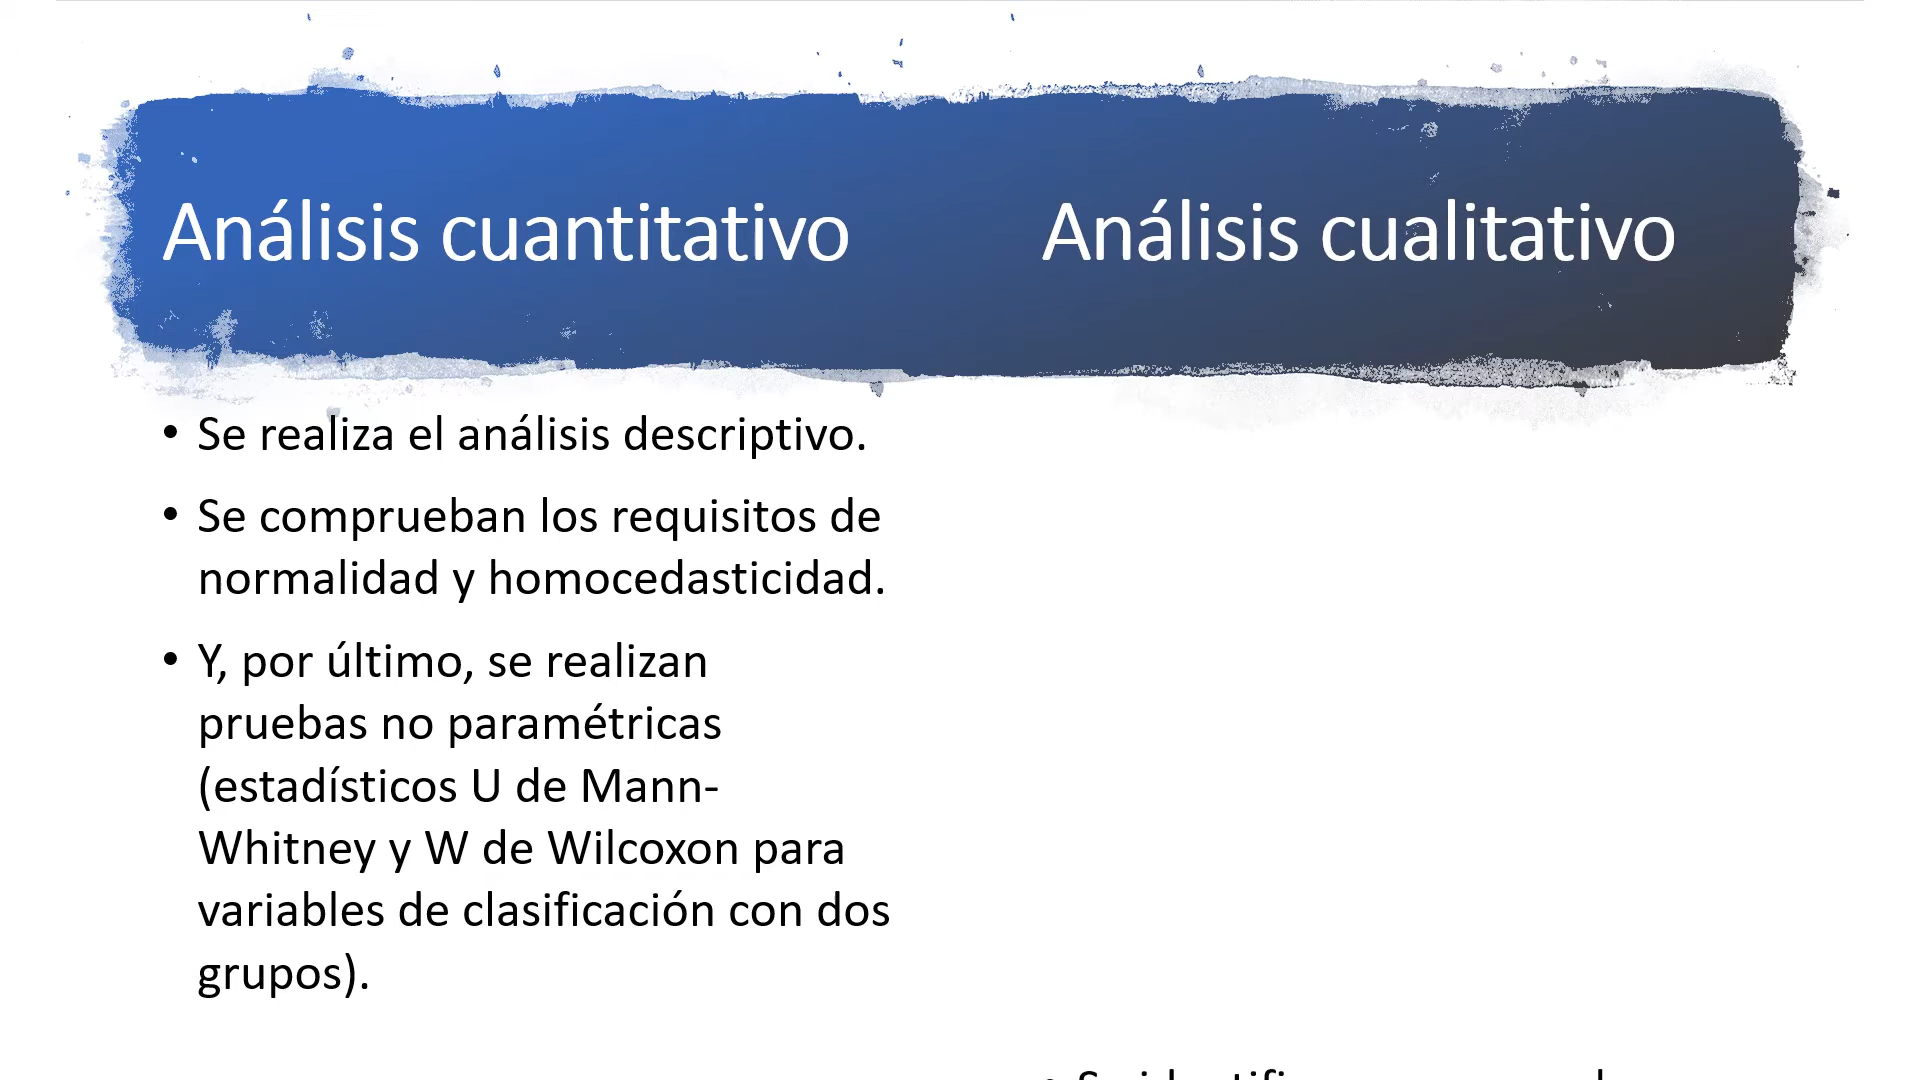 Análisis cuantitativo
Análisis cualitativo
• Se realiza el análisis descriptivo.
• Se comprueban los requisitos de
normalidad y homocedasticidad.
• Y, por último, se realizan
pruebas no paramétricas
(estadísticos U de Mann-
Whitney y W de Wilcoxon para
variables de clasificación con dos
grupos).